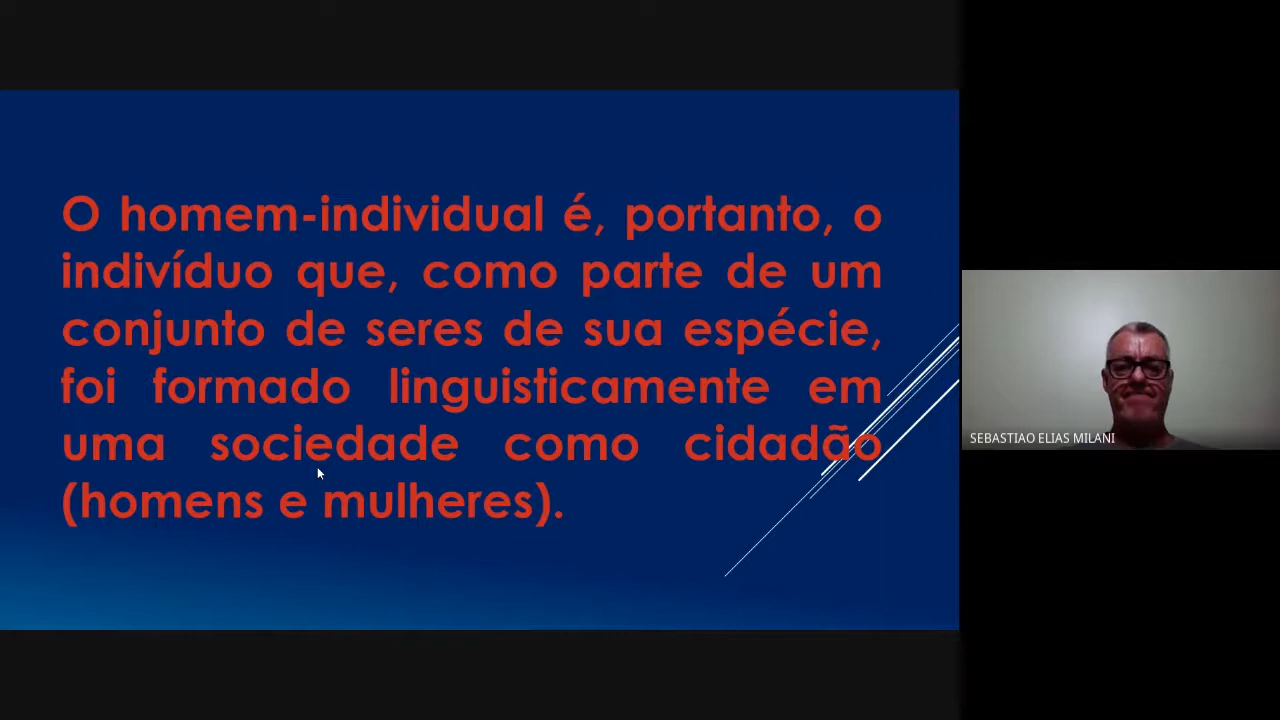 O homem-individual é, portanto, o
indivíduo que, como parte de um
conjunto de seres de sua espécie,
foi formado linguisticamente em
uma sociedade como cidadão
(homens e mulheres).
SEBASTIAO ELIAS MILANI